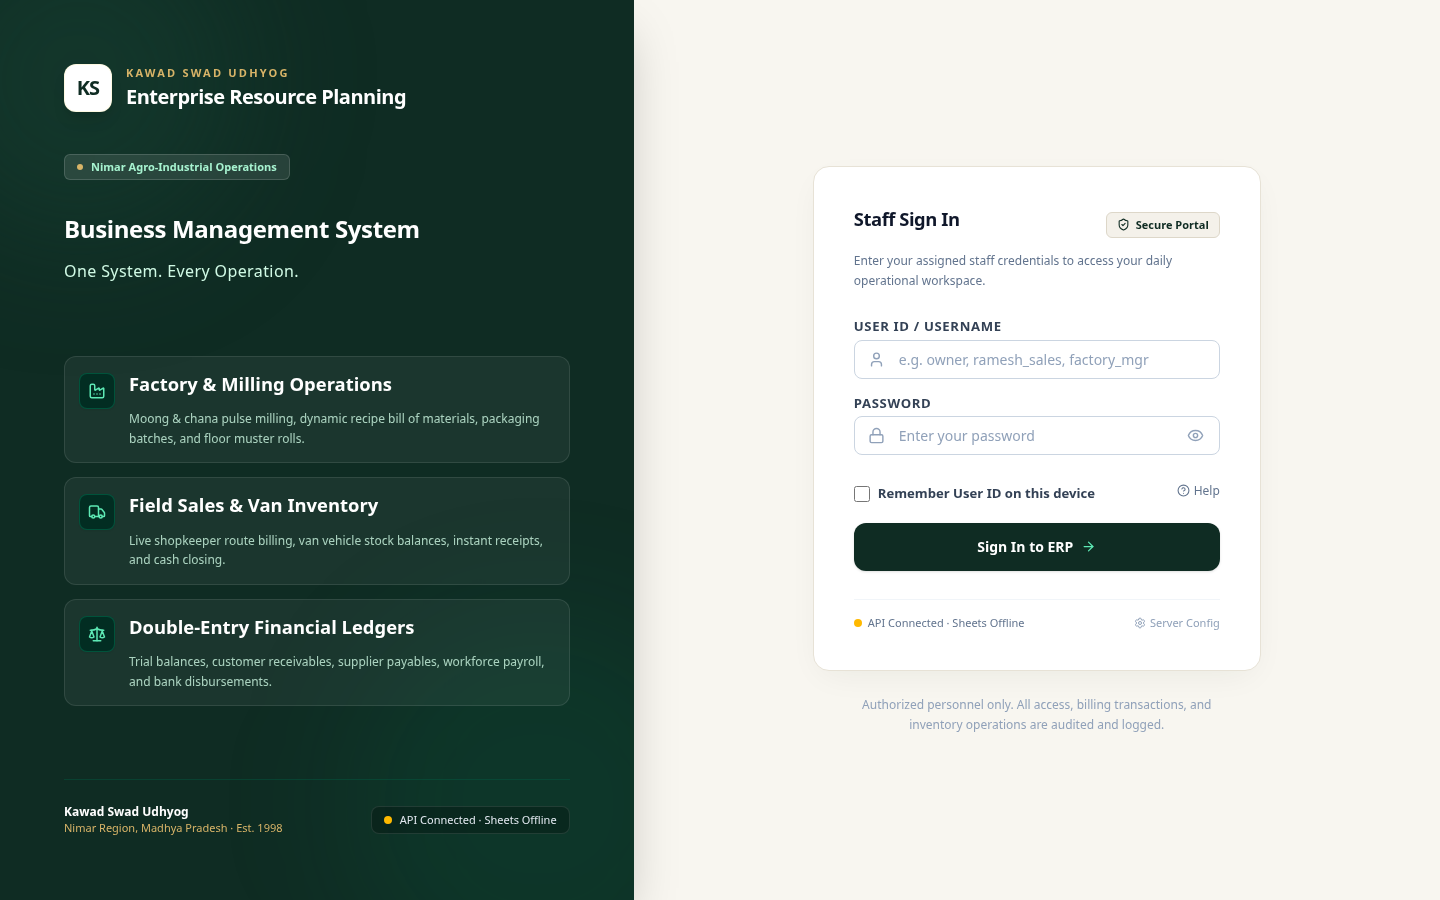 KS
KAWAD SWAD UDHYOG
Enterprise Resource Planning
Nimar Agro-Industrial Operations
Business Management System
One System. Every Operation.
Factory & Milling Operations
Moong & chana pulse milling, dynamic recipe bill of materials, packaging
batches, and floor muster rolls.
Field Sales & Van Inventory
Live shopkeeper route billing, van vehicle stock balances, instant receipts,
and cash closing.
Double-Entry Financial Ledgers
Trial balances, customer receivables, supplier payables, workforce payroll,
and bank disbursements.
Kawad Swad Udhyog
Nimar Region, Madhya Pradesh · Est. 1998
API Connected · Sheets Offline
Staff Sign In
Secure Portal
Enter your assigned staff credentials to access your daily
operational workspace.
USER ID / USERNAME
e.g. owner, ramesh_sales, factory_mgr
PASSWORD
Enter your password
Remember User ID on this device
Help
Sign In to ERP
API Connected · Sheets Offline
Server Config
Authorized personnel only. All access, billing transactions, and
inventory operations are audited and logged.